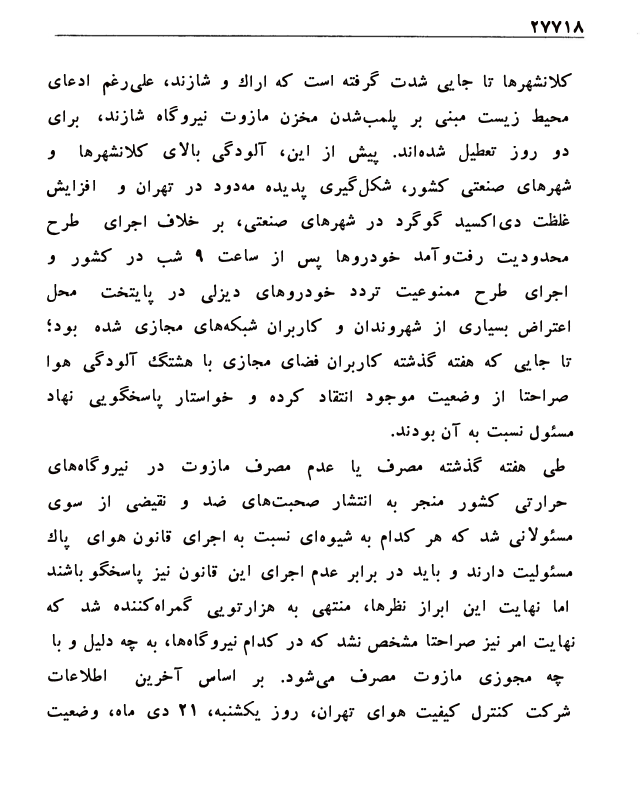 ۲۷۷۱۸
کلانشهرها تا جایی شدت گرفته است که اراك و شازند، علی‌رغم ادعای
محیط زیست مبنی بر پلمب‌شدن مخزن مازوت نیروگاه شازند، برای
دو روز تعطیل شده‌اند. پیش از این، آلودگی بالای کلانشهرها و
شهرهای صنعتی کشور، شکل‌گیری پدیده مه‌دود در تهران و افزایش
غلظت دی‌اکسید گوگرد در شهرهای صنعتی، بر خلاف اجرای طرح
محدودیت رفت‌و‌آمد خودروها پس از ساعت ۹ شب در کشور و
اجرای طرح ممنوعیت تردد خودروهای دیزلی در پایتخت محل
اعتراض بسیاری از شهروندان و کاربران شبکه‌های مجازی شده بود؛
تا جایی که هفته گذشته کاربران فضای مجازی با هشتگ آلودگی هوا
صراحتا از وضعیت موجود انتقاد کرده و خواستار پاسخگویی نهاد
مسئول نسبت به آن بودند.
طی هفته گذشته مصرف یا عدم مصرف مازوت در نیروگاه‌های
حرارتی کشور منجر به انتشار صحبت‌های ضد و نقیضی از سوی
مسئولانی شد که هر کدام به شیوه‌ای نسبت به اجرای قانون هوای پاك
مسئولیت دارند و باید در برابر عدم اجرای این قانون نیز پاسخگو باشند
اما نهایت این ابراز نظرها، منتهی به هزارتویی گمراه‌کننده شد که
نهایت امر نیز صراحتا مشخص نشد که در کدام نیروگاه‌ها، به چه دلیل و با
چه مجوزی مازوت مصرف می‌شود. بر اساس آخرین اطلاعات
شرکت کنترل کیفیت هوای تهران، روز یکشنبه، ۲۱ دی ماه، وضعیت